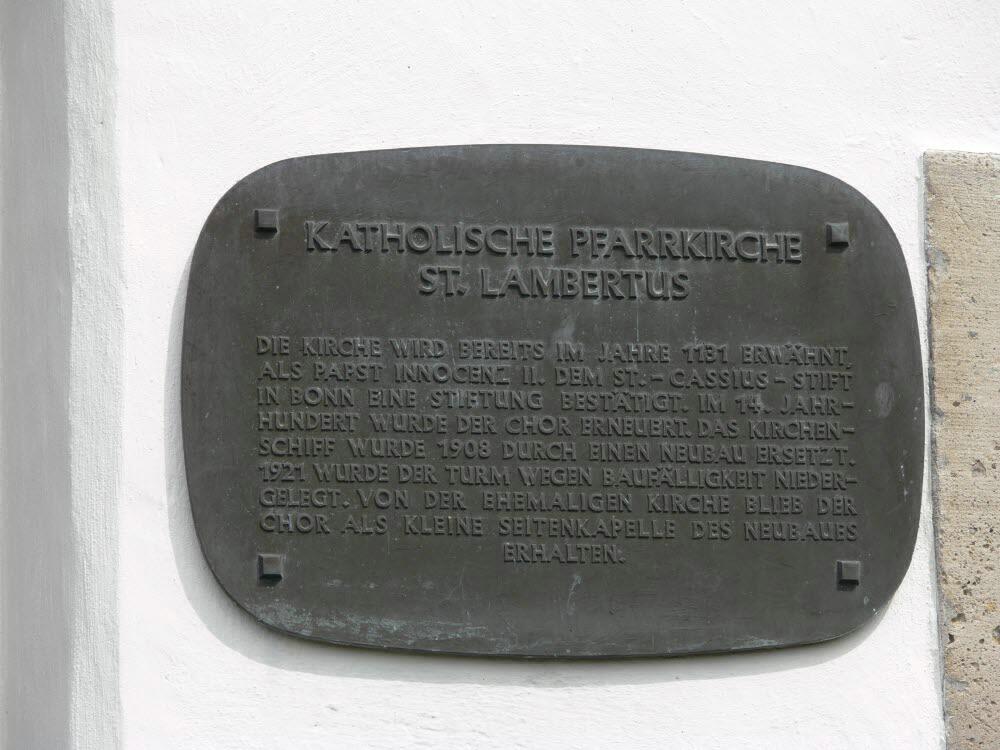 KATHOLISCHE PFARRKIRCHE
ST. LAMBERTUS
DIE KIRCHE WIRD BEREITS IM JAHRE 1131 ERWÄHNT,
ALS PAPST INNOCENZ II. DEM ST.-CASSIUS-STIFT
IN BONN EINE STIFTUNG BESTÄTIGT. IM 14. JAHR-
HUNDERT WURDE DER CHOR ERNEUERT. DAS KIRCHEN-
SCHIFF WURDE 1908 DURCH EINEN NEUBAU ERSETZT.
1921 WURDE DER TURM WEGEN BAUFÄLLIGKEIT NIEDER-
GELEGT. VON DER EHEMALIGEN KIRCHE BLIEB DER
CHOR ALS KLEINE SEITENKAPELLE DES NEUBAUES
ERHALTEN.